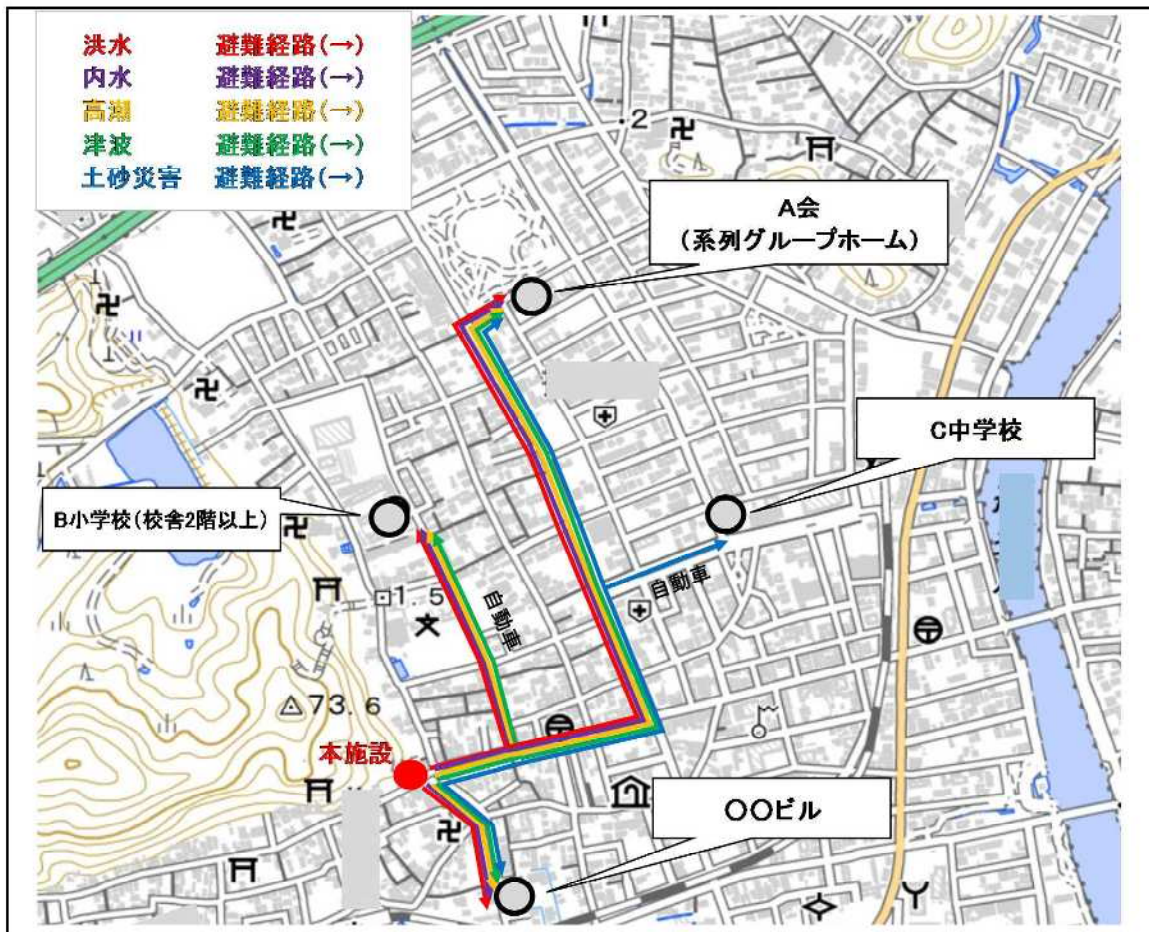 洪水 避難経路(→)
内水 避難経路(→)
高潮 避難経路(→)
津波 避難経路(→)
土砂災害 避難経路(→)
・2
A会
(系列グループホーム)
C中学校
B小学校(校舎2階以上)
自動車
1.5
自動車
73.6
本施設
〇〇ビル